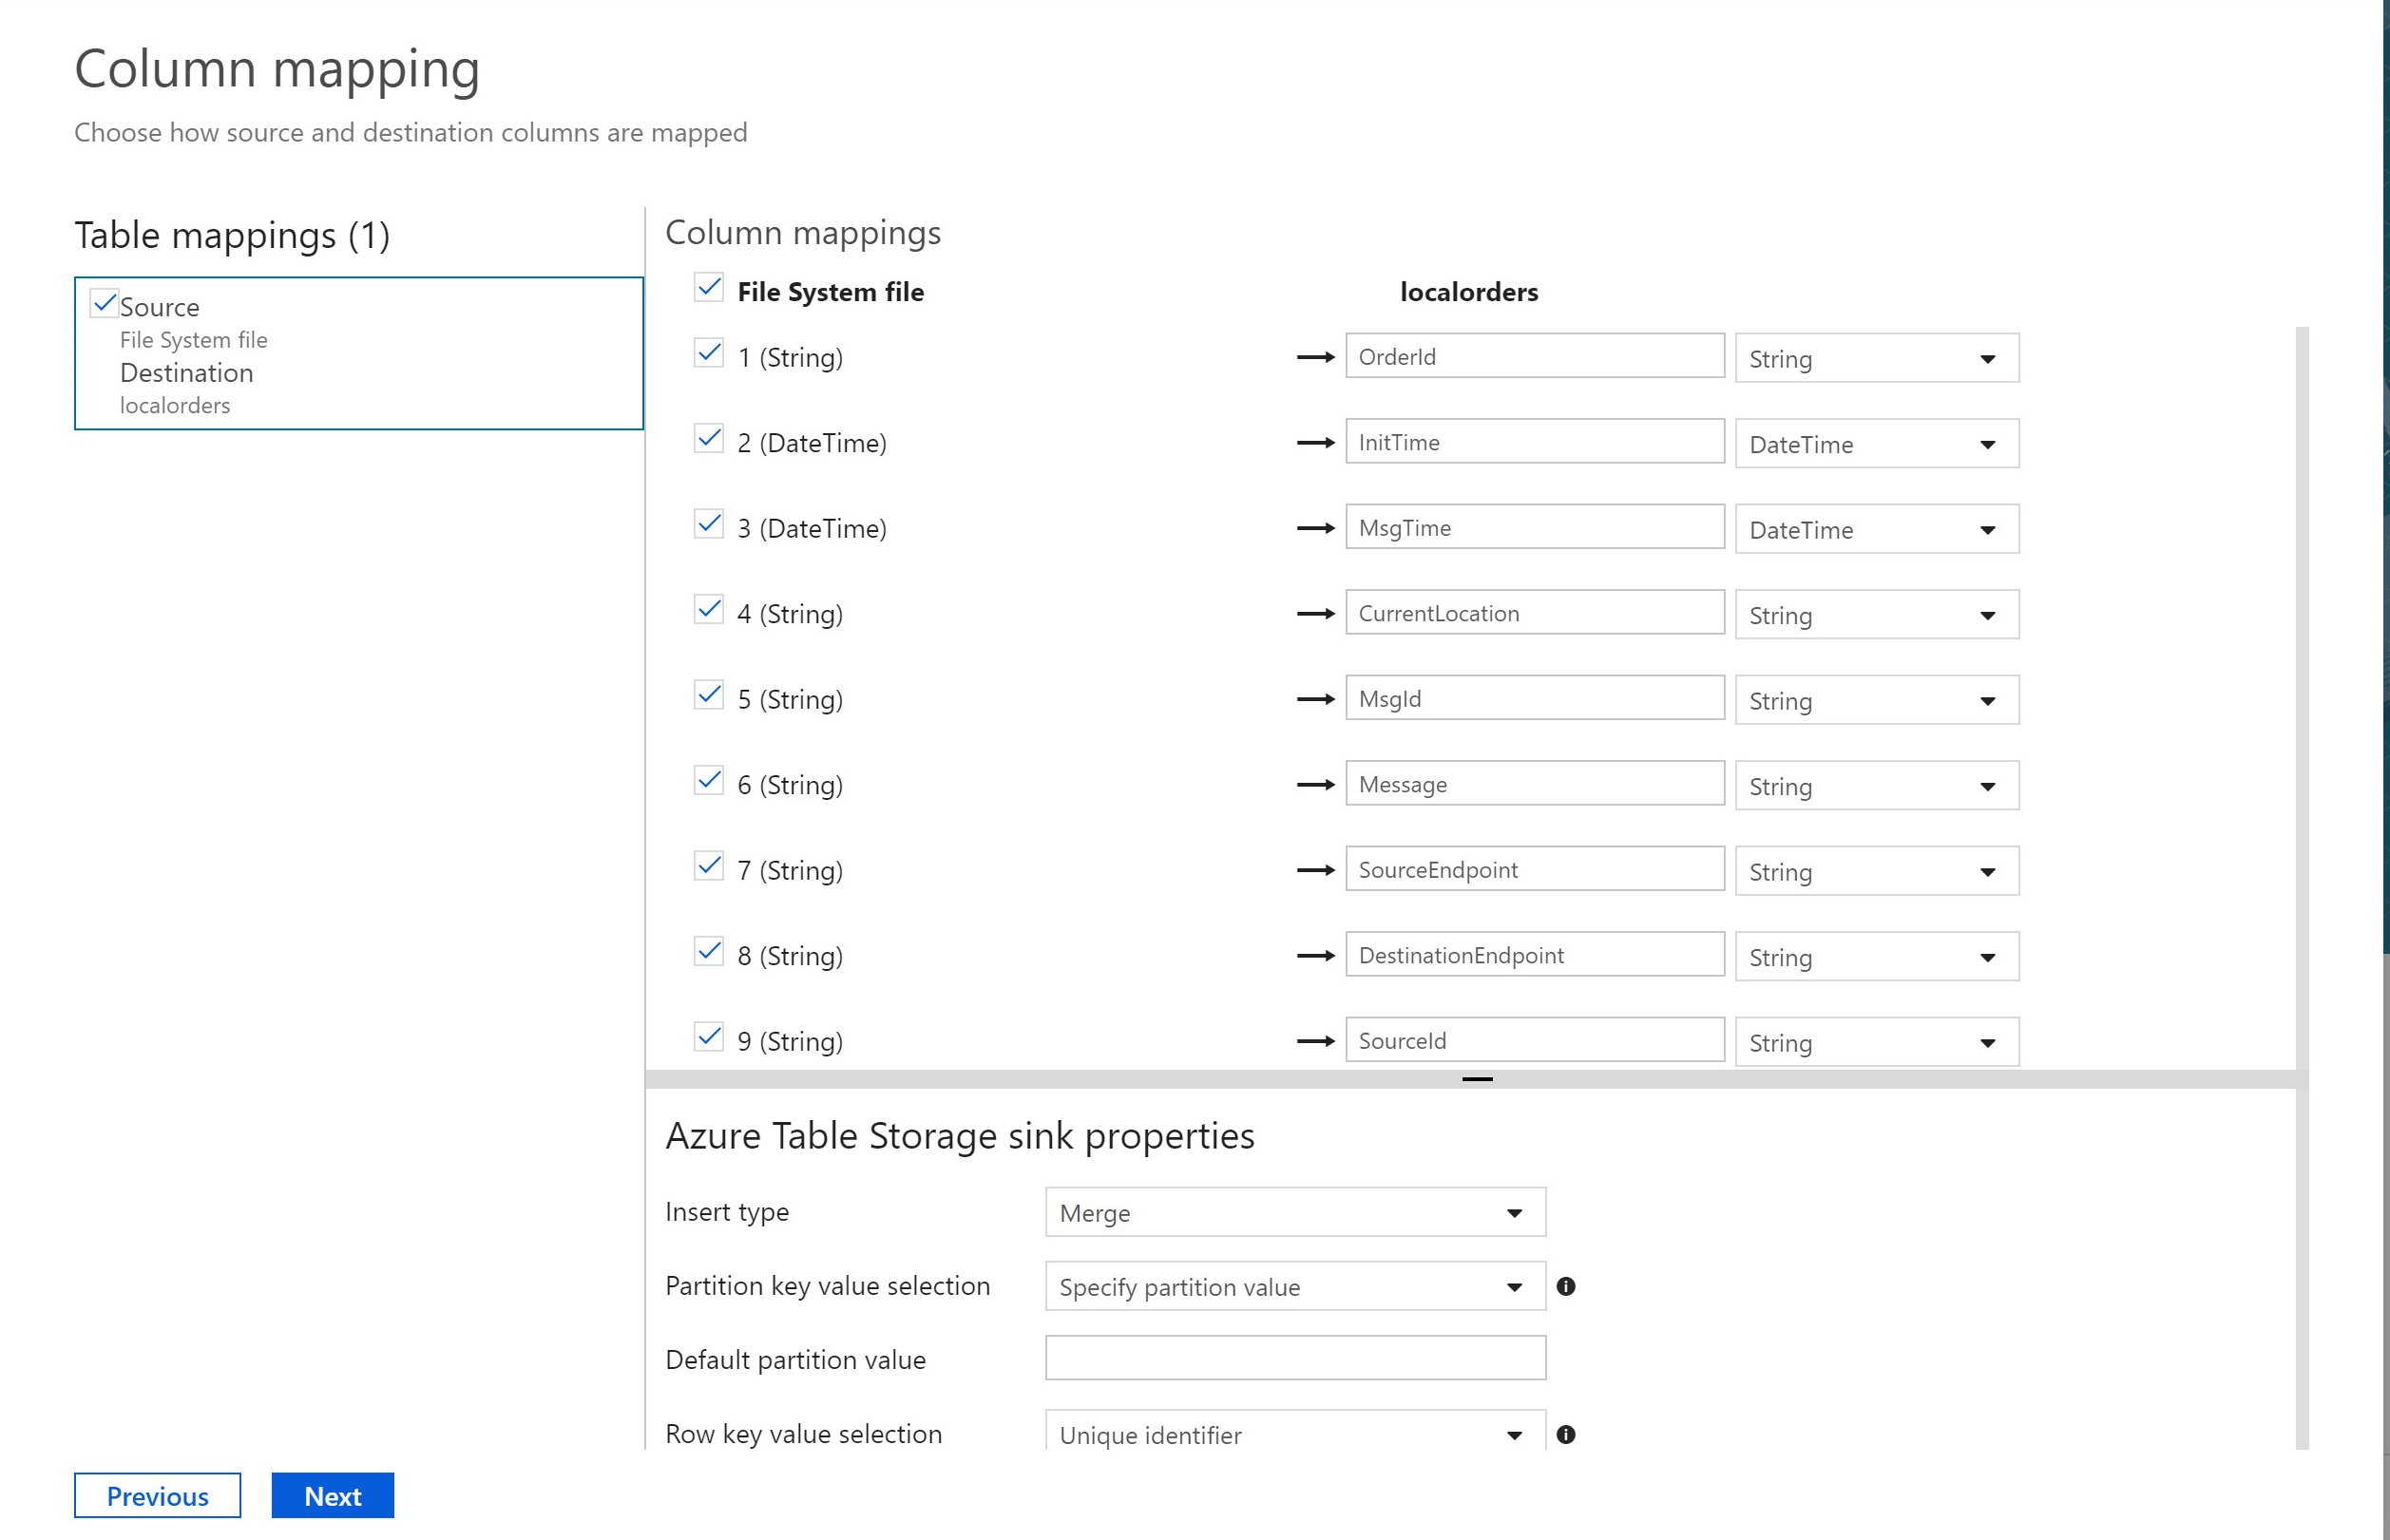 Column mapping
Choose how source and destination columns are mapped
Table mappings (1)
Source
File System file
Destination
localorders
Column mappings
File System file localorders
1 (String) OrderId String
2 (DateTime) InitTime DateTime
3 (DateTime) MsgTime DateTime
4 (String) CurrentLocation String
5 (String) MsgId String
6 (String) Message String
7 (String) SourceEndpoint String
8 (String) DestinationEndpoint String
9 (String) SourceId String
Azure Table Storage sink properties
Insert type Merge
Partition key value selection Specify partition value
Default partition value
Row key value selection Unique identifier
Previous Next